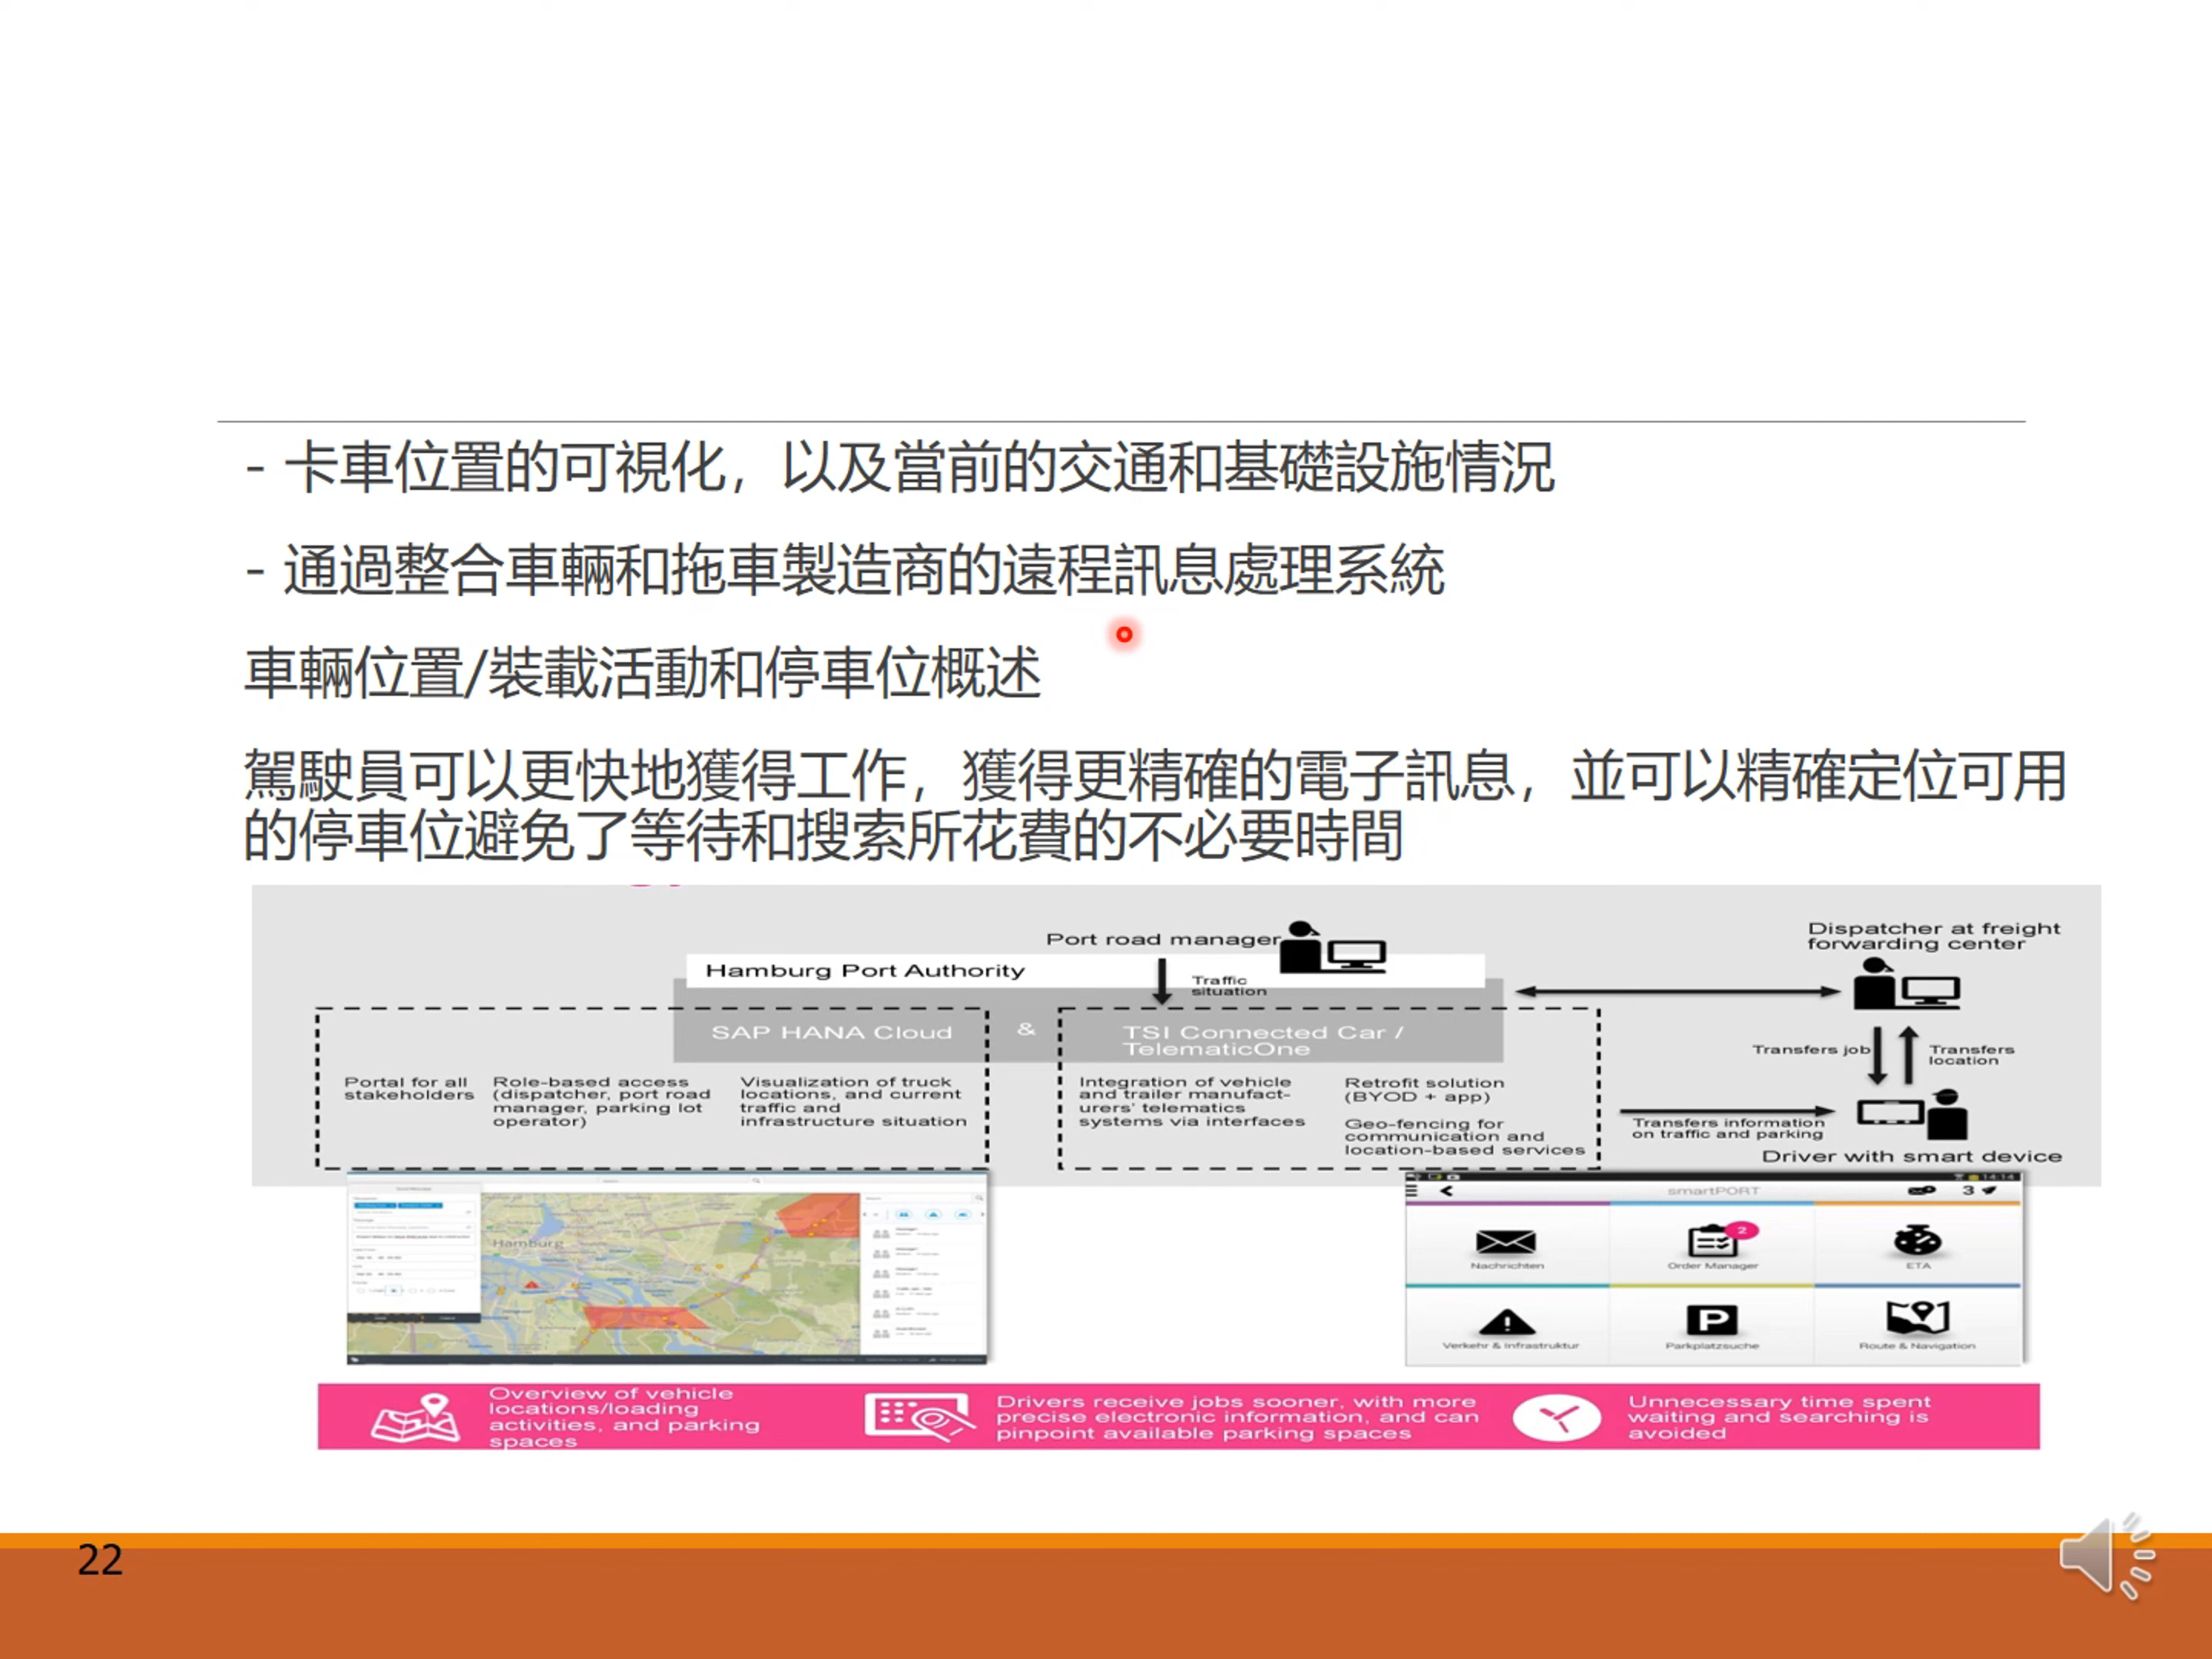 - 卡車位置的可視化，以及當前的交通和基礎設施情況
- 通過整合車輛和拖車製造商的遠程訊息處理系統
車輛位置/裝載活動和停車位概述
駕駛員可以更快地獲得工作，獲得更精確的電子訊息，並可以精確定位可用
的停車位避免了等待和搜索所花費的不必要時間
Port road manager
Hamburg Port Authority
Traffic
situation
Dispatcher at freight
forwarding center
SAP HANA Cloud
&
TSI Connected Car /
TelematicOne
Transfers job
Transfers
location
Portal for all
stakeholders
Role-based access
(dispatcher, port road
manager, parking lot
operator)
Visualization of truck
locations, and current
traffic and
infrastructure situation
Integration of vehicle
and trailer manufact-
urers' telematics
systems via interfaces
Retrofit solution
(BYOD + app)
Geo-fencing for
communication and
location-based services
Transfers information
on traffic and parking
Driver with smart device
Hamburg
14:14
smartPORT
3
Nachrichten
2
Order Manager
ETA
Verkehr & Infrastruktur
P
Parkplatzsuche
Route & Navigation
Overview of vehicle
locations/loading
activities, and parking
spaces
Drivers receive jobs sooner, with more
precise electronic information, and can
pinpoint available parking spaces
Unnecessary time spent
waiting and searching is
avoided
22